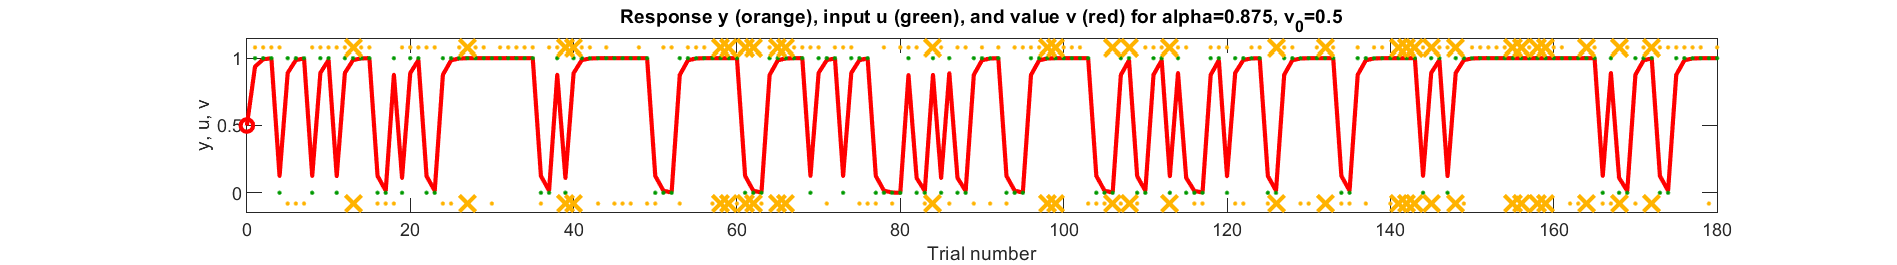 Response y (orange), input u (green), and value v (red) for alpha=0.875, v0=0.5
1
0.5
0
y, u, v
0 20 40 60 80 100 120 140 160 180
Trial number